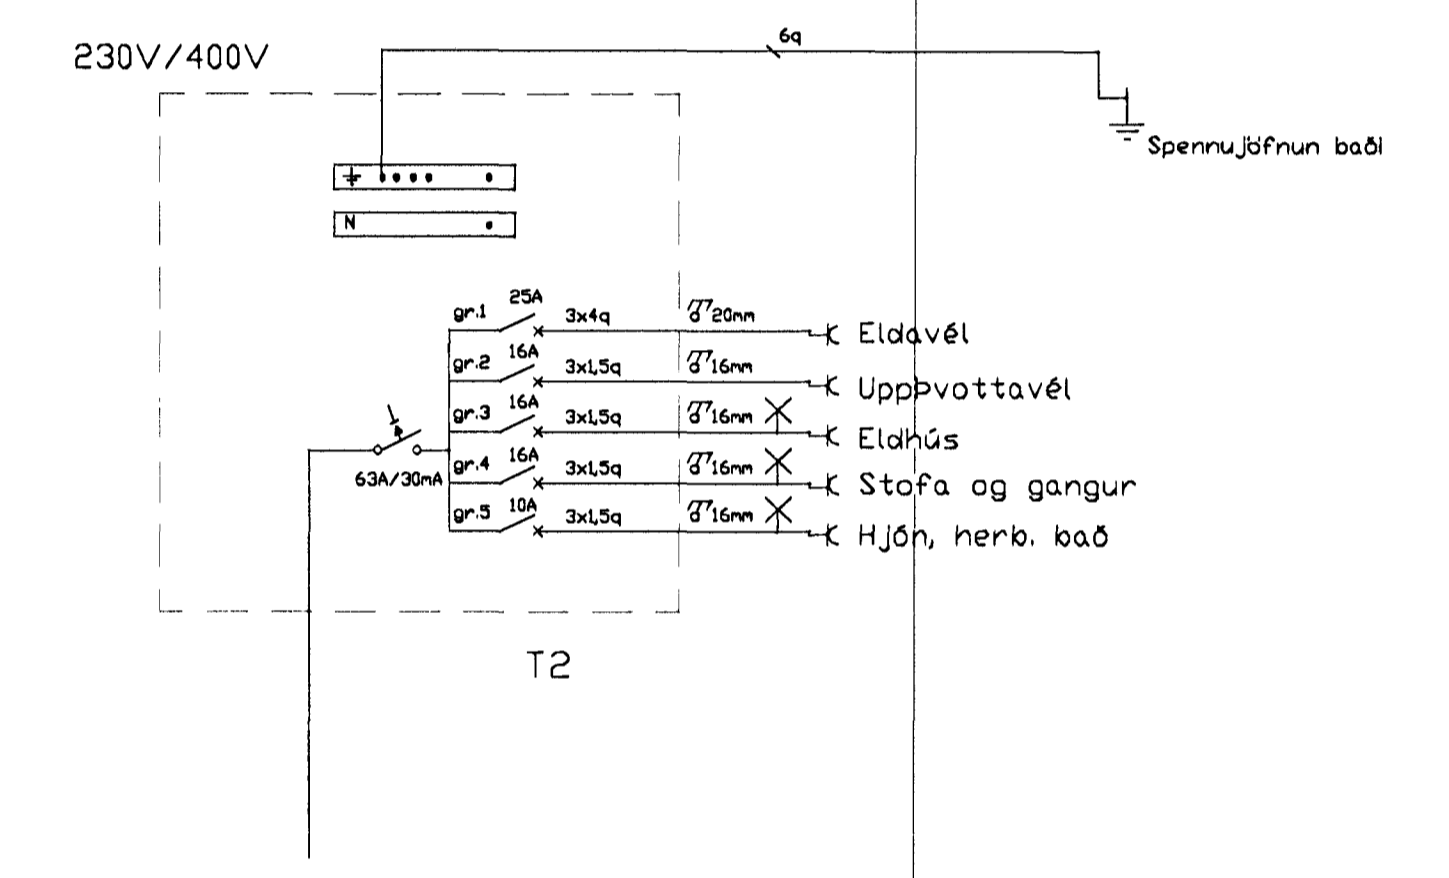 230V/400V
6q
Spennujöfnun baði
N
gr.1 25A 3x4q 20mm Eldavél
gr.2 16A 3x1,5q 16mm Uppþvottavél
gr.3 16A 3x1,5q 16mm Eldhús
gr.4 16A 3x1,5q 16mm Stofa og gangur
gr.5 10A 3x1,5q 16mm Hjón, herb. bað
63A/30mA
T2